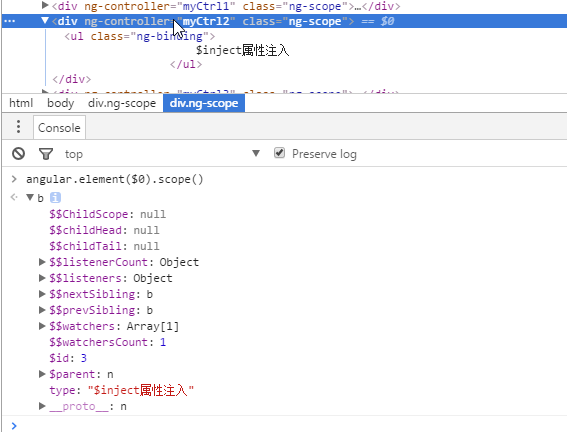 ▶<div ng-controller="myCtrl1" class="ng-scope">…</div>
▼<div ng-controller="myCtrl2" class="ng-scope"> == $0
<ul class="ng-binding">
$inject属性注入
</ul>
</div>
▶<div ng-controller="myCtrl3" class="ng-scope">…</div>
html body div.ng-scope div.ng-scope
Console
top ▼ Preserve log
> angular.element($0).scope()
▼b i
$$ChildScope: null
$$childHead: null
$$childTail: null
▶$$listenerCount: Object
▶$$listeners: Object
▶$$nextSibling: b
▶$$prevSibling: b
▶$$watchers: Array[1]
$$watchersCount: 1
$id: 3
▶$parent: n
type: "$inject属性注入"
▶__proto__: n
>